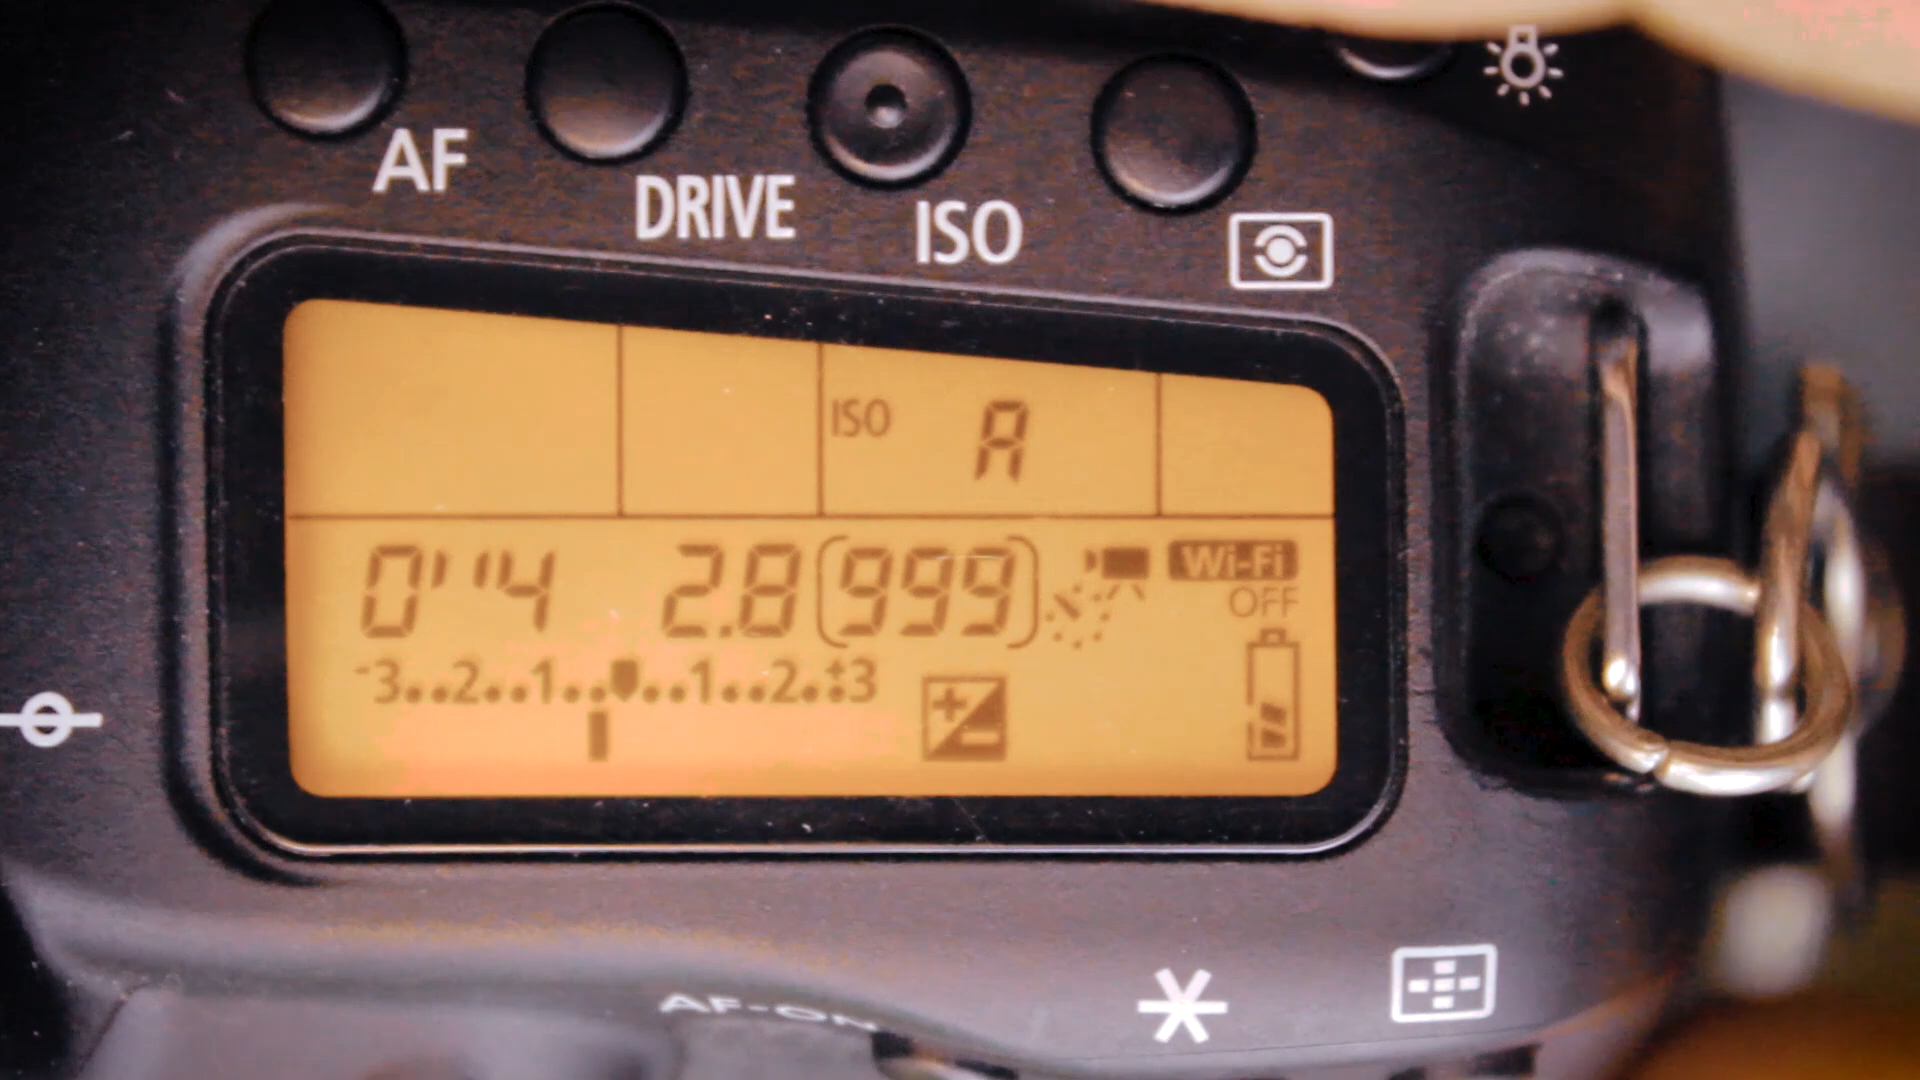 AF
DRIVE
ISO
ISO A
0''4 2.8 (999) Wi-Fi
OFF
-3..2..1..▼..1..2..+3
AF-ON